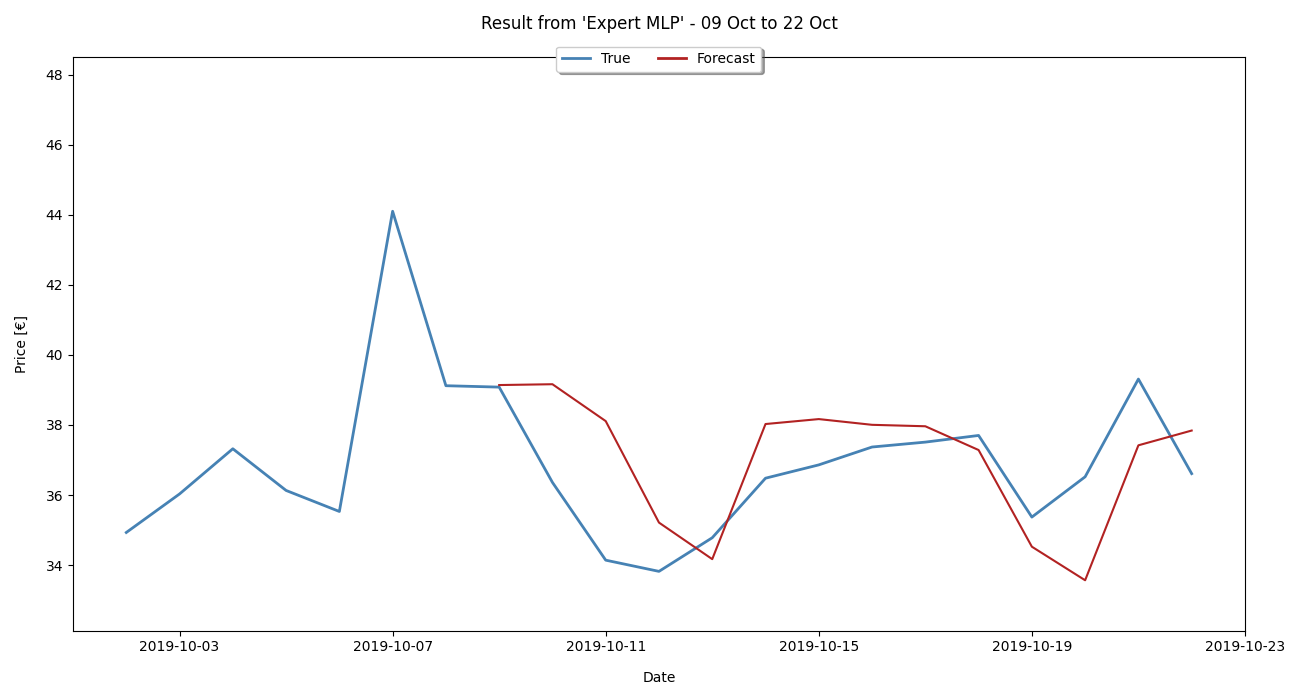 Result from 'Expert MLP' - 09 Oct to 22 Oct
True Forecast
48
46
44
42
40
38
36
34
Price [€]
2019-10-03 2019-10-07 2019-10-11 2019-10-15 2019-10-19 2019-10-23
Date